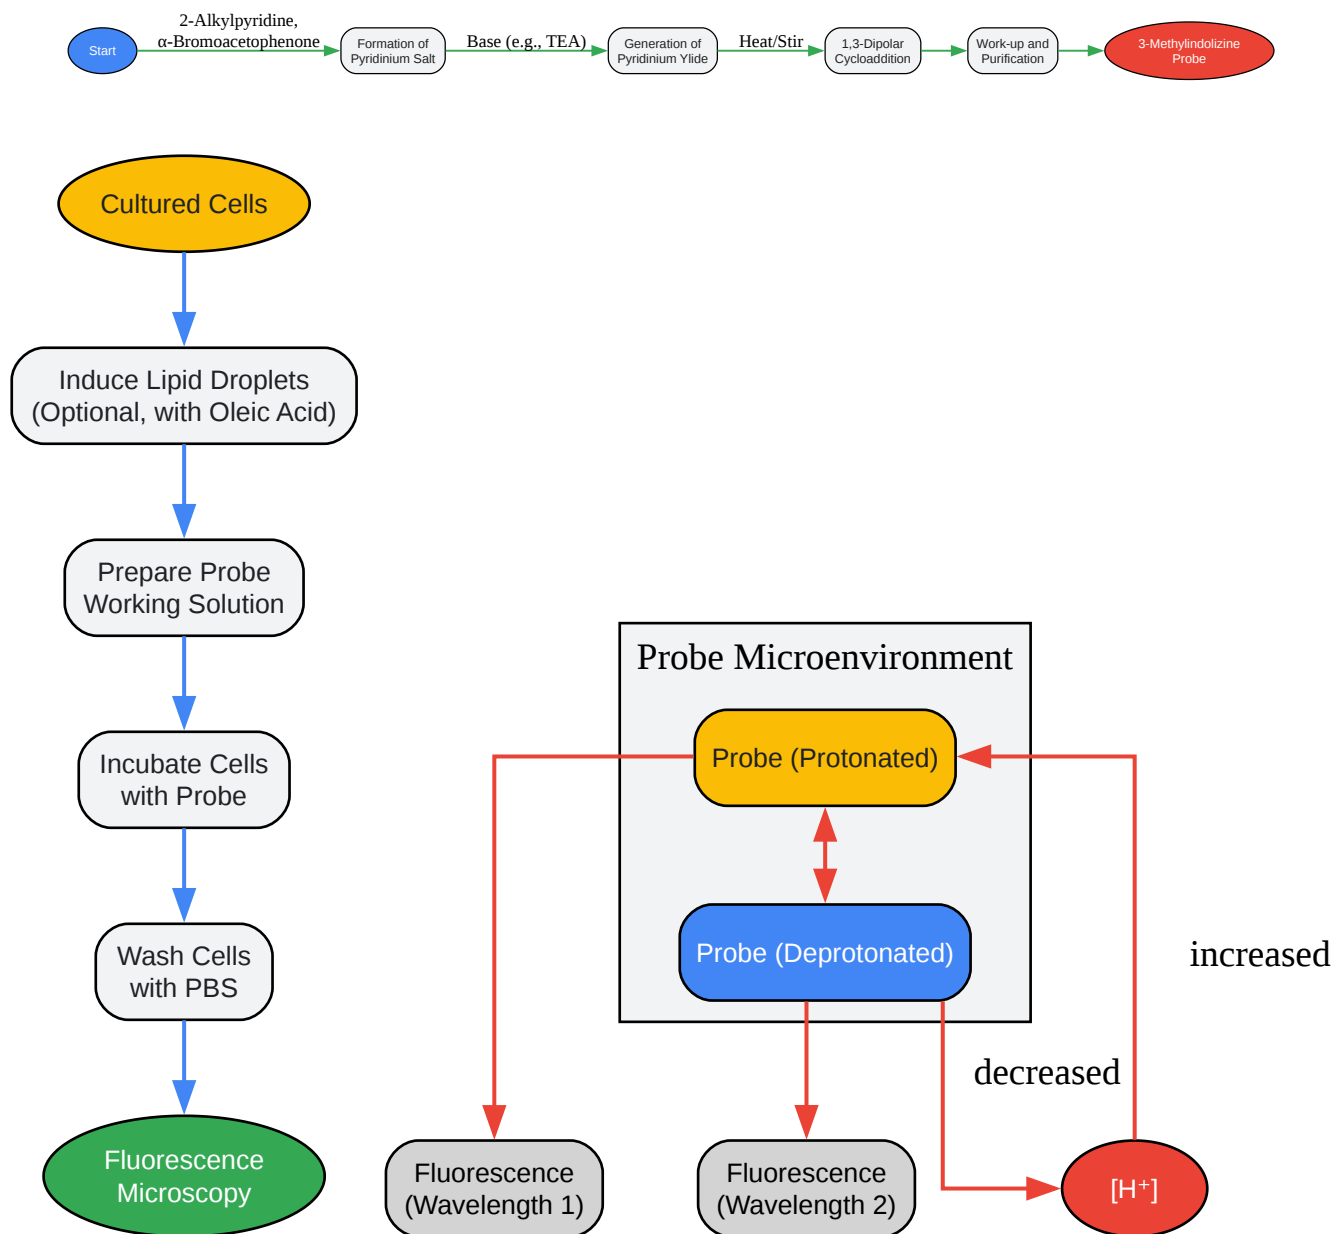 Start
2-Alkylpyridine,
α-Bromoacetophenone
Formation of
Pyridinium Salt
Base (e.g., TEA)
Generation of
Pyridinium Ylide
Heat/Stir
1,3-Dipolar
Cycloaddition
Work-up and
Purification
3-Methylindolizine
Probe
Cultured Cells
Induce Lipid Droplets
(Optional, with Oleic Acid)
Prepare Probe
Working Solution
Incubate Cells
with Probe
Wash Cells
with PBS
Fluorescence
Microscopy
Probe Microenvironment
Probe (Protonated)
Probe (Deprotonated)
increased
decreased
Fluorescence
(Wavelength 1)
Fluorescence
(Wavelength 2)
[H⁺]